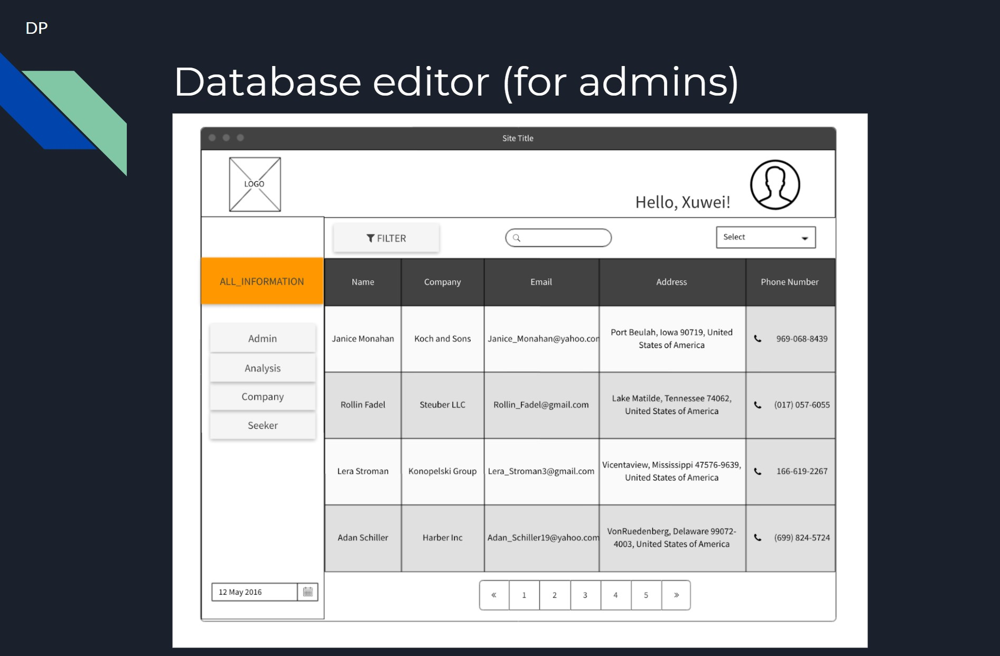 DP
Database editor (for admins)
Site Title
LOGO
Hello, Xuwei!
FILTER
Select
ALL_INFORMATION
Admin
Analysis
Company
Seeker
12 May 2016
Name Company Email Address Phone Number
Janice Monahan Koch and Sons Janice_Monahan@yahoo.com Port Beulah, Iowa 90719, United
States of America
969-068-8439
Rollin Fadel Steuber LLC Rollin_Fadel@gmail.com Lake Matilde, Tennessee 74062,
United States of America
(017) 057-6055
Lera Stroman Konopelski Group Lera_Stroman3@gmail.com Vicentaview, Mississippi 47576-9639,
United States of America
166-619-2267
Adan Schiller Harber Inc Adan_Schiller19@yahoo.com VonRuedenberg, Delaware 99072-
4003, United States of America
(699) 824-5724
« 1 2 3 4 5 »